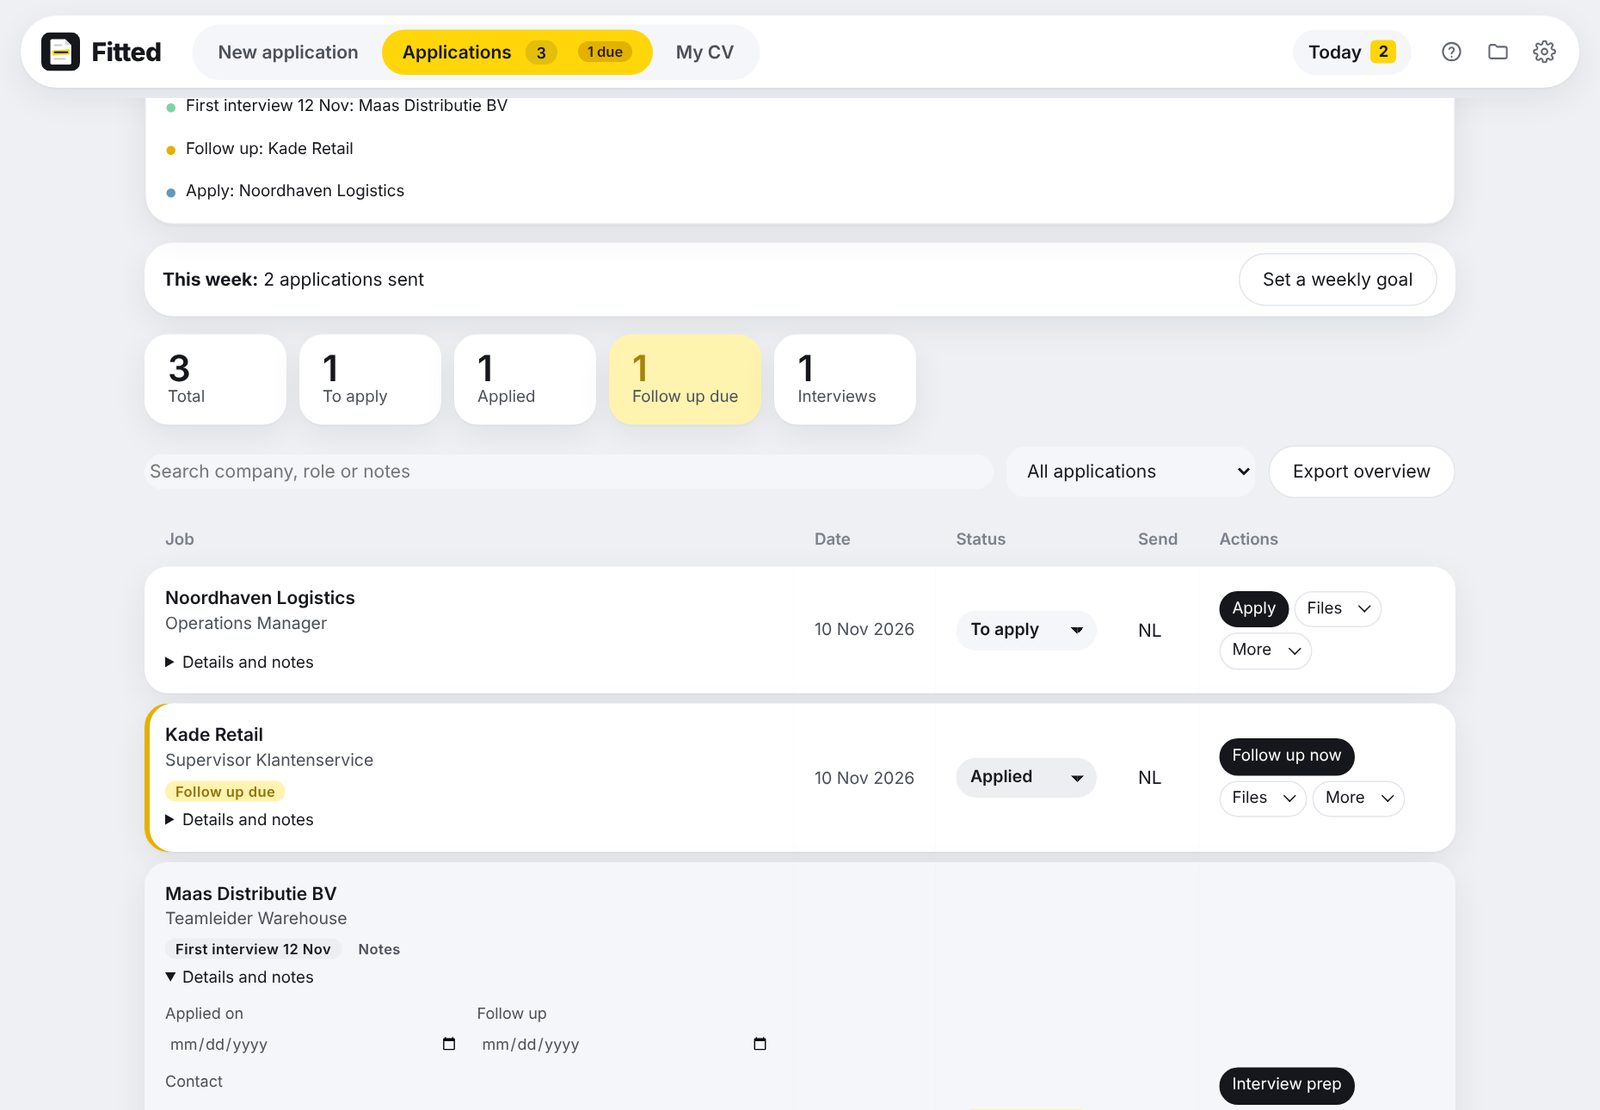 Fitted
New application
Applications 3 1 due
My CV
Today 2
First interview 12 Nov: Maas Distributie BV
Follow up: Kade Retail
Apply: Noordhaven Logistics
This week: 2 applications sent
Set a weekly goal
3
Total
1
To apply
1
Applied
1
Follow up due
1
Interviews
Search company, role or notes
All applications
Export overview
Job Date Status Send Actions
Noordhaven Logistics
Operations Manager
Details and notes
10 Nov 2026
To apply
NL
Apply
Files
More
Kade Retail
Supervisor Klantenservice
Follow up due
Details and notes
10 Nov 2026
Applied
NL
Follow up now
Files
More
Maas Distributie BV
Teamleider Warehouse
First interview 12 Nov
Notes
Details and notes
Applied on
Follow up
mm/dd/yyyy
mm/dd/yyyy
Contact
Interview prep